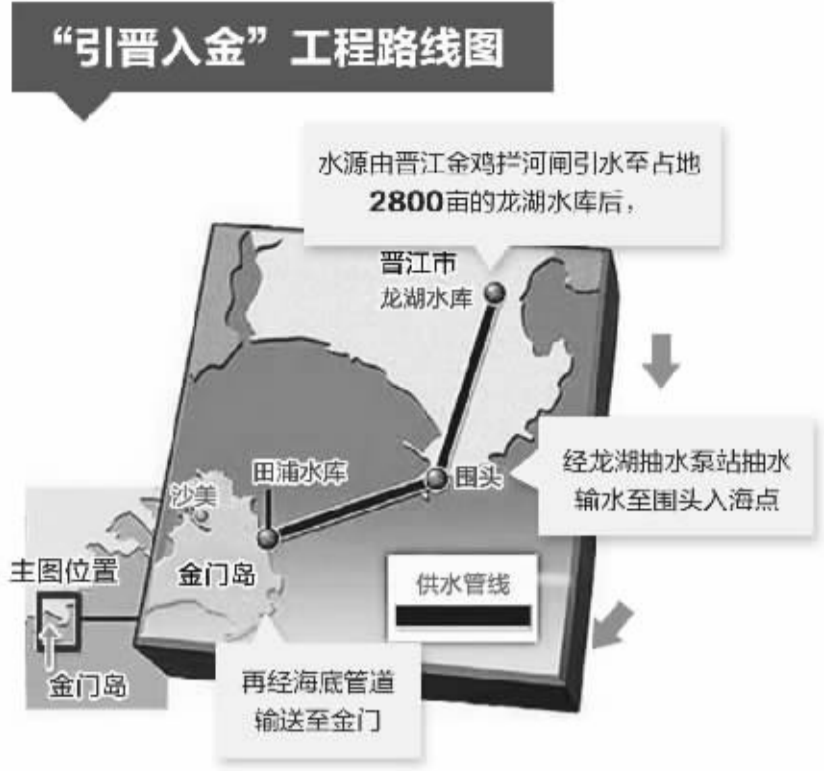 “引晋入金”工程路线图
水源由晋江金鸡拦河闸引水至占地
2800亩的龙湖水库后，
晋江市
龙湖水库
经龙湖抽水泵站抽水
输水至围头入海点
田浦水库
围头
沙美
金门岛
主图位置
供水管线
金门岛
再经海底管道
输送至金门